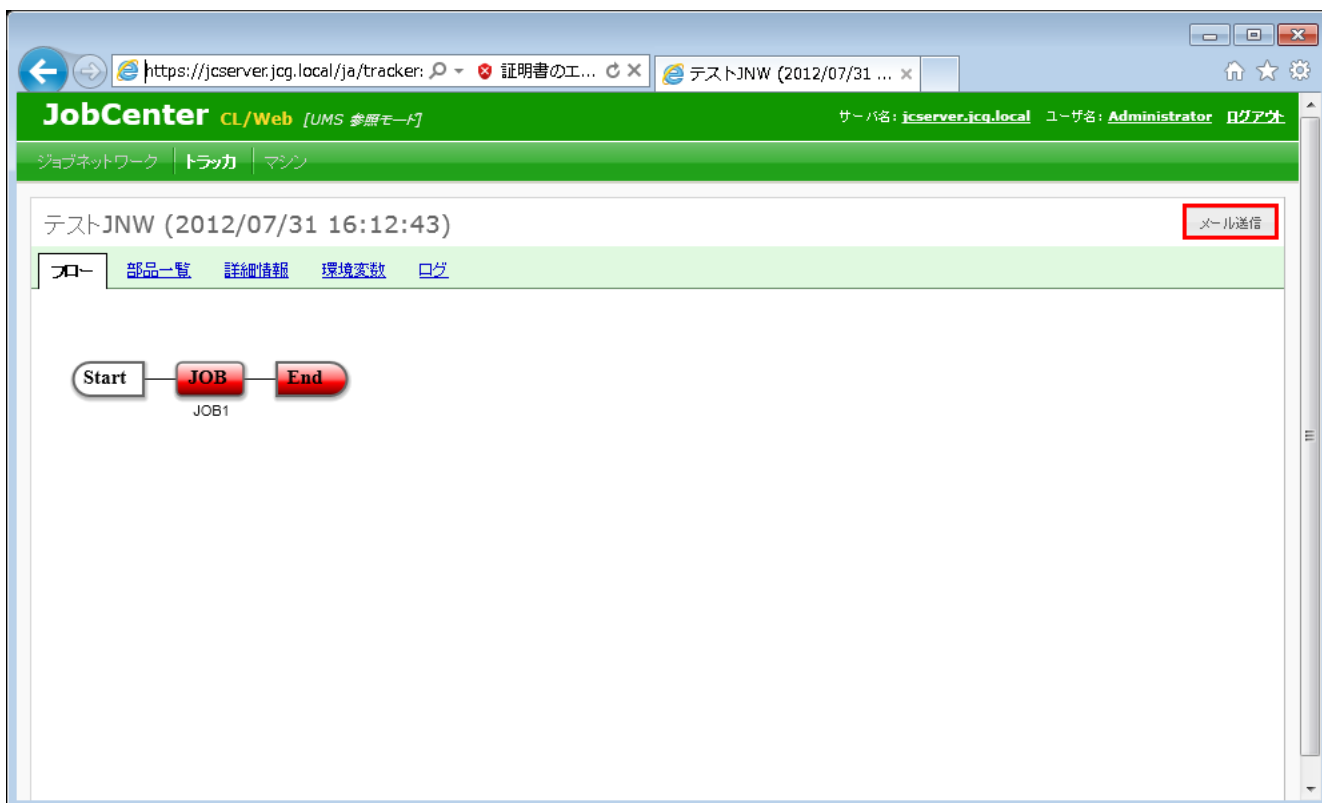 https://jcserver.jcg.local/ja/tracker: 証明書のエ... テストJNW (2012/07/31 ...
JobCenter CL/Web [UMS 参照モード] サーバ名: jcserver.jcg.local ユーザ名: Administrator ログアウト
ジョブネットワーク トラッカ マシン
テストJNW (2012/07/31 16:12:43) メール送信
フロー 部品一覧 詳細情報 環境変数 ログ
Start JOB End
JOB1